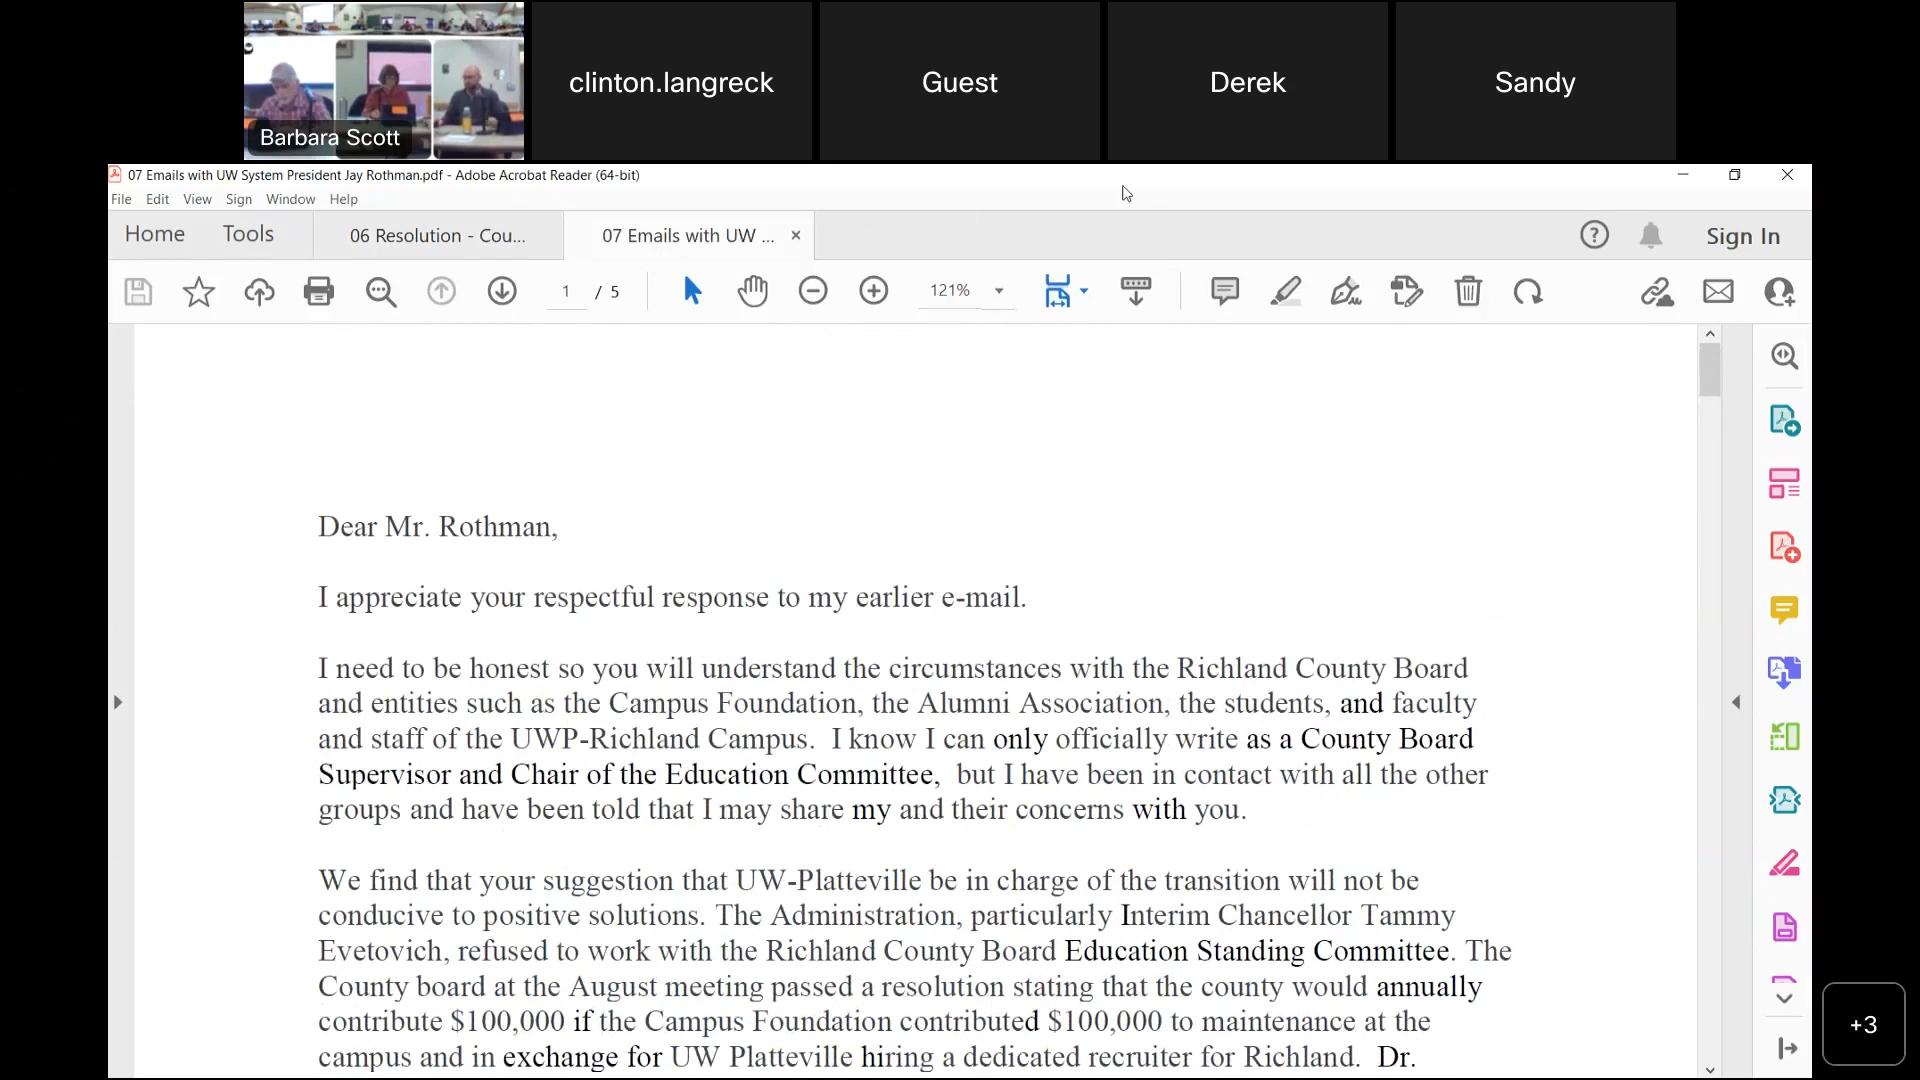 Barbara Scott
clinton.langreck
Guest
Derek
Sandy
07 Emails with UW System President Jay Rothman.pdf - Adobe Acrobat Reader (64-bit)
File Edit View Sign Window Help
Home Tools 06 Resolution - Cou... 07 Emails with UW ... × Sign In
1 / 5 121%
Dear Mr. Rothman,
I appreciate your respectful response to my earlier e-mail.
I need to be honest so you will understand the circumstances with the Richland County Board
and entities such as the Campus Foundation, the Alumni Association, the students, and faculty
and staff of the UWP-Richland Campus.  I know I can only officially write as a County Board
Supervisor and Chair of the Education Committee,  but I have been in contact with all the other
groups and have been told that I may share my and their concerns with you.
We find that your suggestion that UW-Platteville be in charge of the transition will not be
conducive to positive solutions. The Administration, particularly Interim Chancellor Tammy
Evetovich, refused to work with the Richland County Board Education Standing Committee. The
County board at the August meeting passed a resolution stating that the county would annually
contribute $100,000 if the Campus Foundation contributed $100,000 to maintenance at the
campus and in exchange for UW Platteville hiring a dedicated recruiter for Richland.  Dr.
+3